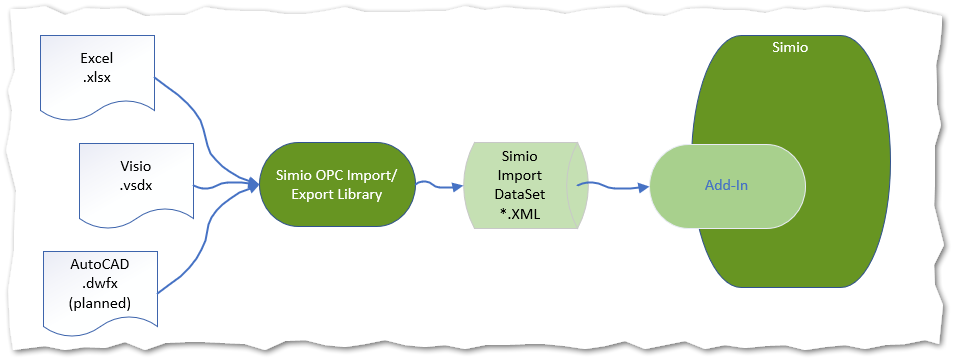 Excel
.xlsx
Visio
.vsdx
AutoCAD
.dwfx
(planned)
Simio OPC Import/
Export Library
Simio
Import
DataSet
*.XML
Simio
Add-In